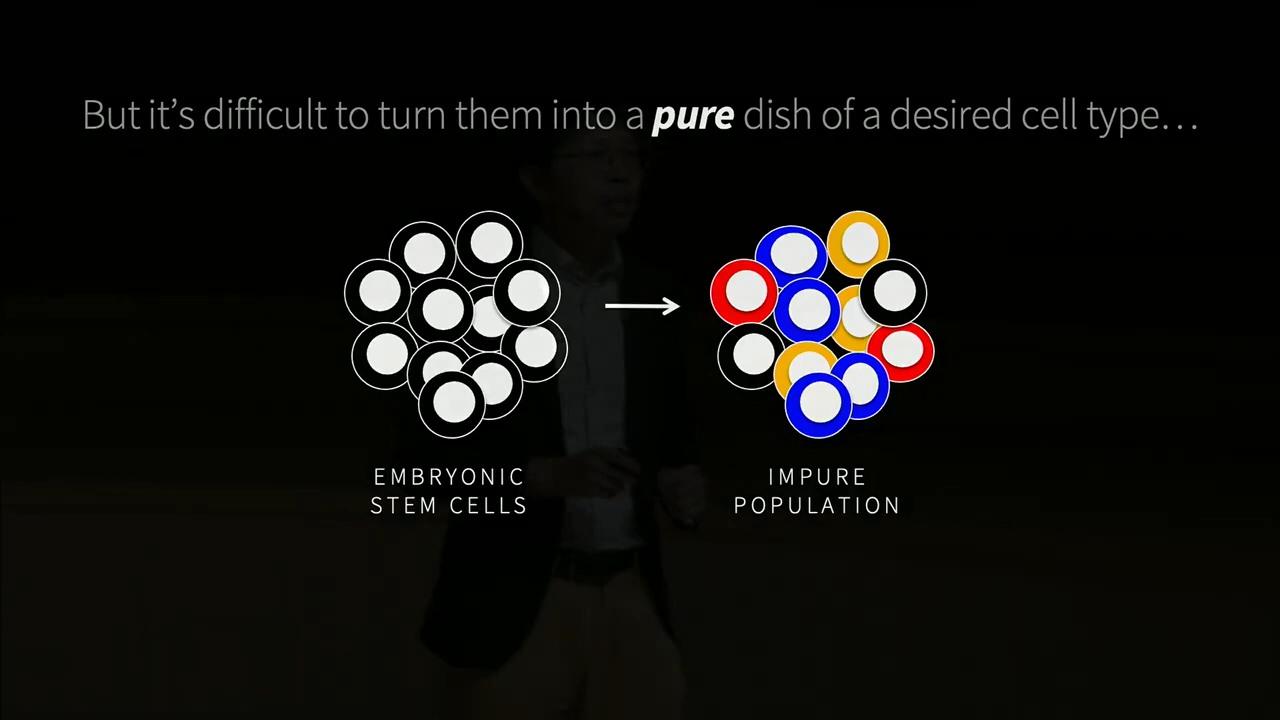 But it’s difficult to turn them into a pure dish of a desired cell type…
EMBRYONIC
STEM CELLS
IMPURE
POPULATION